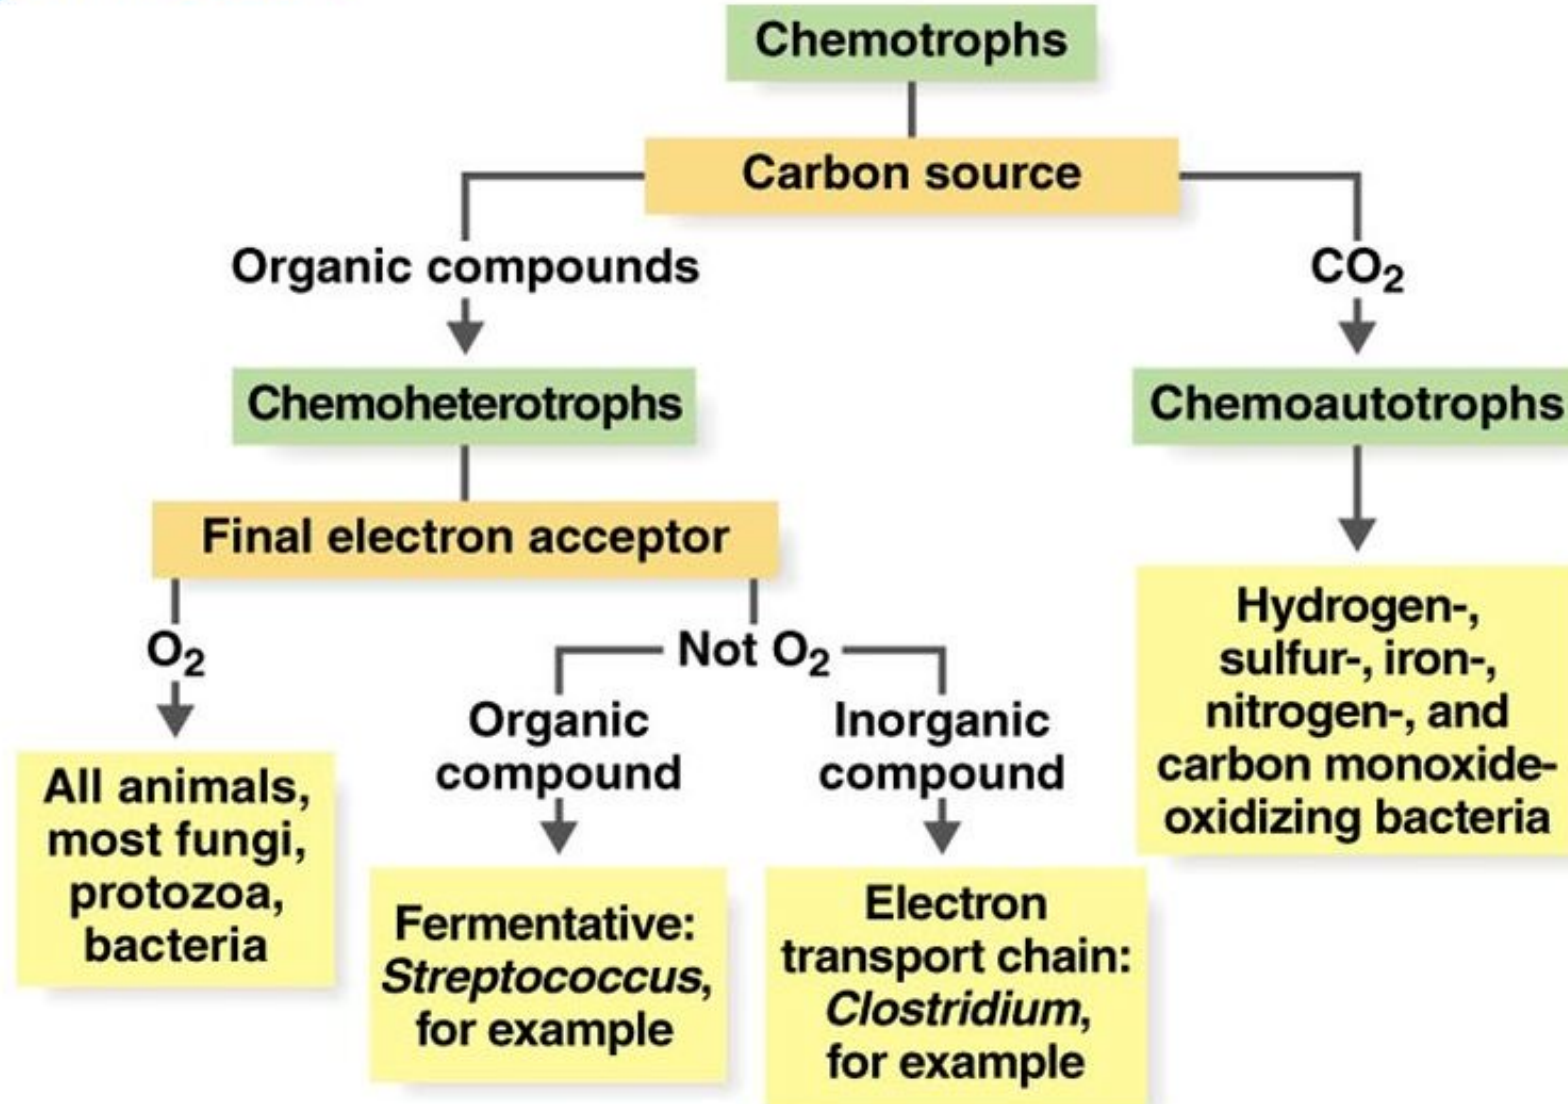 Chemotrophs
Carbon source
Organic compounds
CO₂
Chemoheterotrophs
Chemoautotrophs
Final electron acceptor
O₂
Not O₂
Organic
compound
Inorganic
compound
All animals,
most fungi,
protozoa,
bacteria
Fermentative:
Streptococcus,
for example
Electron
transport chain:
Clostridium,
for example
Hydrogen-,
sulfur-, iron-,
nitrogen-, and
carbon monoxide-
oxidizing bacteria